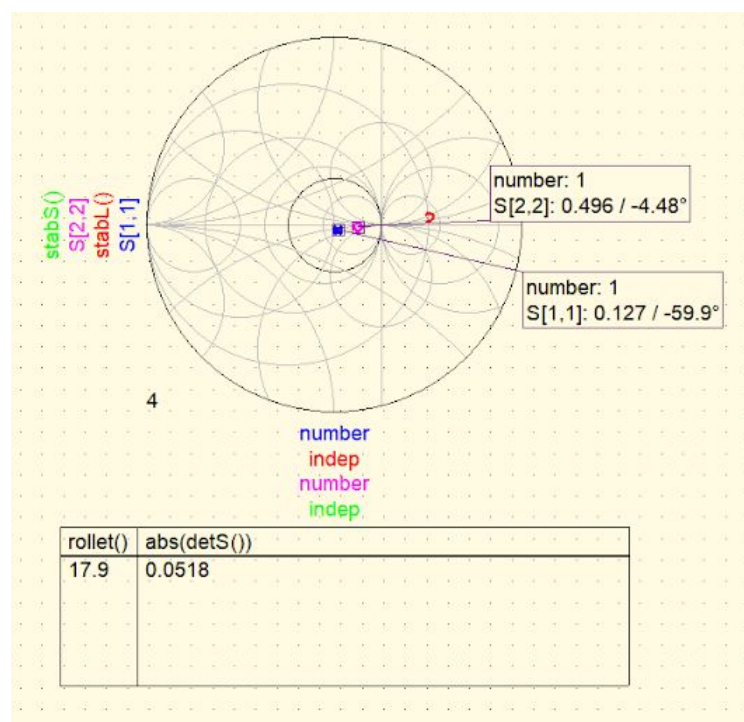 stabS()
S[2,2]
stabL()
S[1,1]
number: 1
S[2,2]: 0.496 / -4.48°
number: 1
S[1,1]: 0.127 / -59.9°
4
number
indep
number
indep
rollet() abs(detS())
17.9 0.0518